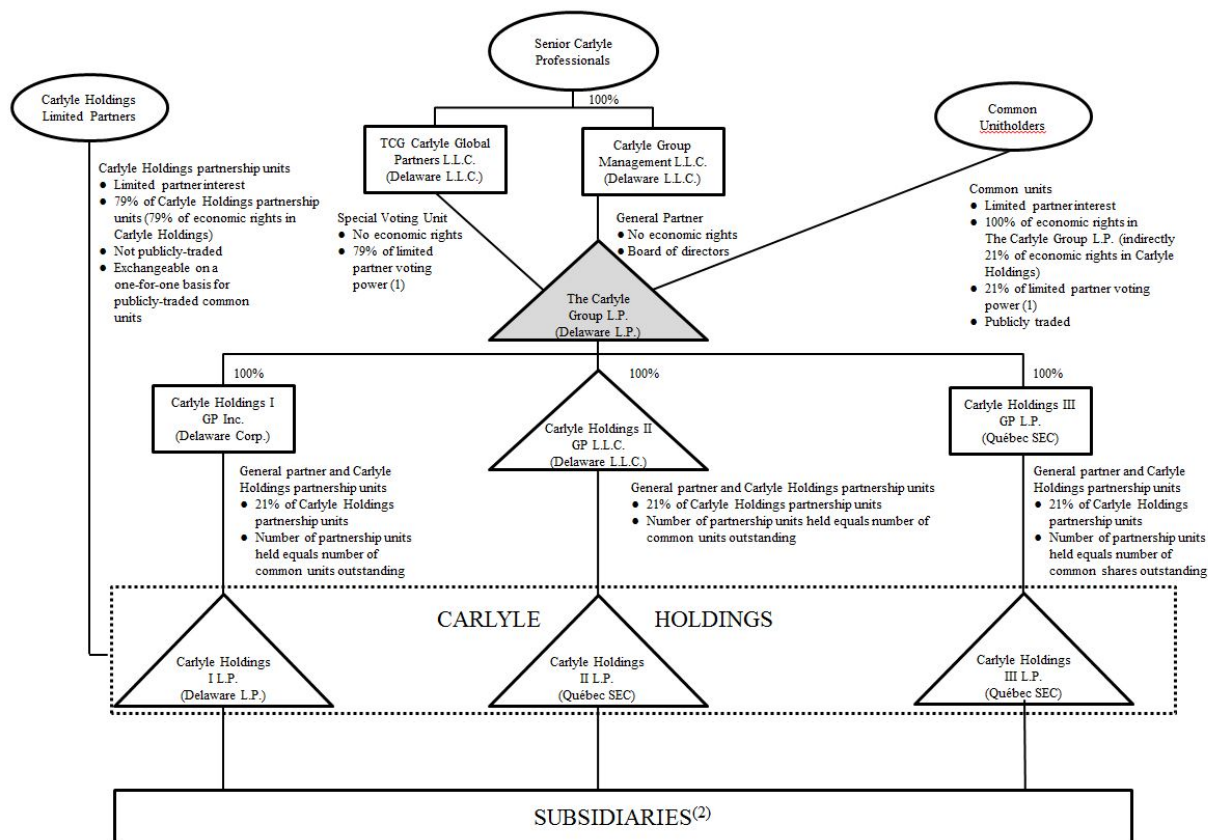 Senior Carlyle
Professionals
Carlyle Holdings
Limited Partners
Common
Unitholders
100%
TCG Carlyle Global
Partners L.L.C.
(Delaware L.L.C.)
Carlyle Group
Management L.L.C.
(Delaware L.L.C.)
Carlyle Holdings partnership units
● Limited partner interest
● 79% of Carlyle Holdings partnership
units (79% of economic rights in
Carlyle Holdings)
● Not publicly-traded
● Exchangeable on a
one-for-one basis for
publicly-traded common
units
Special Voting Unit
● No economic rights
● 79% of limited
partner voting
power (1)
General Partner
● No economic rights
● Board of directors
Common units
● Limited partner interest
● 100% of economic rights in
The Carlyle Group L.P. (indirectly
21% of economic rights in Carlyle
Holdings)
● 21% of limited partner voting
power (1)
● Publicly traded
The Carlyle
Group L.P.
(Delaware L.P.)
100%
100%
100%
Carlyle Holdings I
GP Inc.
(Delaware Corp.)
Carlyle Holdings II
GP L.L.C.
(Delaware L.L.C.)
Carlyle Holdings III
GP L.P.
(Québec SEC)
General partner and Carlyle
Holdings partnership units
● 21% of Carlyle Holdings
partnership units
● Number of partnership units
held equals number of
common units outstanding
General partner and Carlyle Holdings partnership units
● 21% of Carlyle Holdings partnership units
● Number of partnership units held equals number of
common units outstanding
General partner and Carlyle
Holdings partnership units
● 21% of Carlyle Holdings
partnership units
● Number of partnership units
held equals number of
common shares outstanding
CARLYLE HOLDINGS
Carlyle Holdings
I L.P.
(Delaware L.P.)
Carlyle Holdings
II L.P.
(Québec SEC)
Carlyle Holdings
III L.P.
(Québec SEC)
SUBSIDIARIES(2)